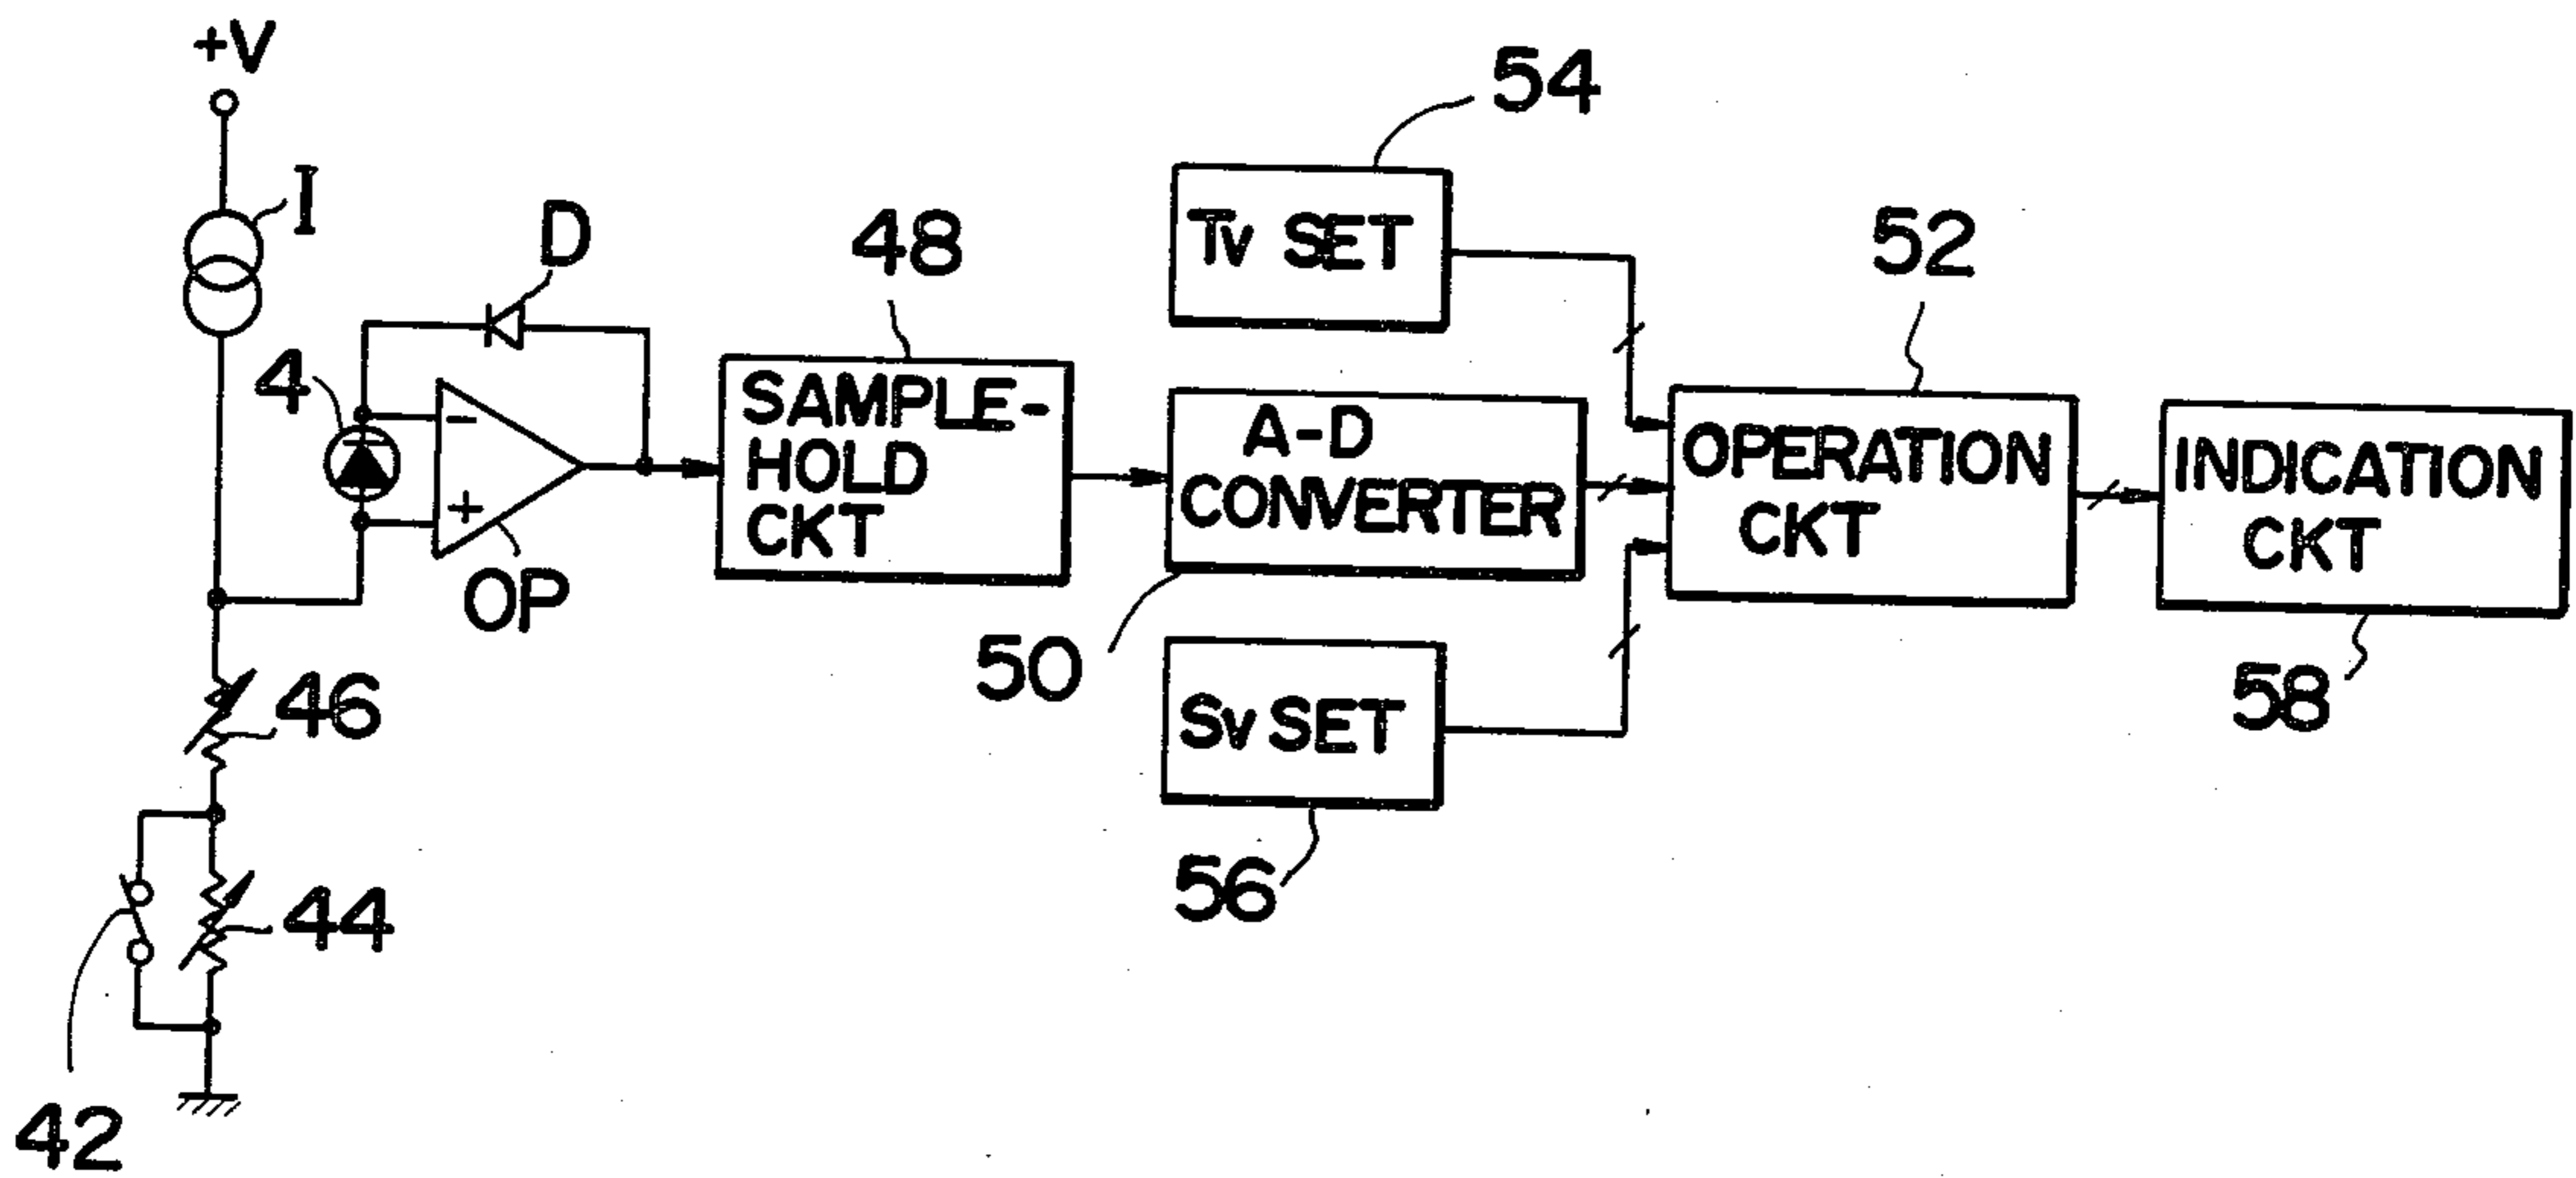 +V
I
D
4
-
+
OP
46
44
42
48
SAMPLE-
HOLD
CKT
54
Tv SET
A-D
CONVERTER
50
Sv SET
56
52
OPERATION
CKT
INDICATION
CKT
58